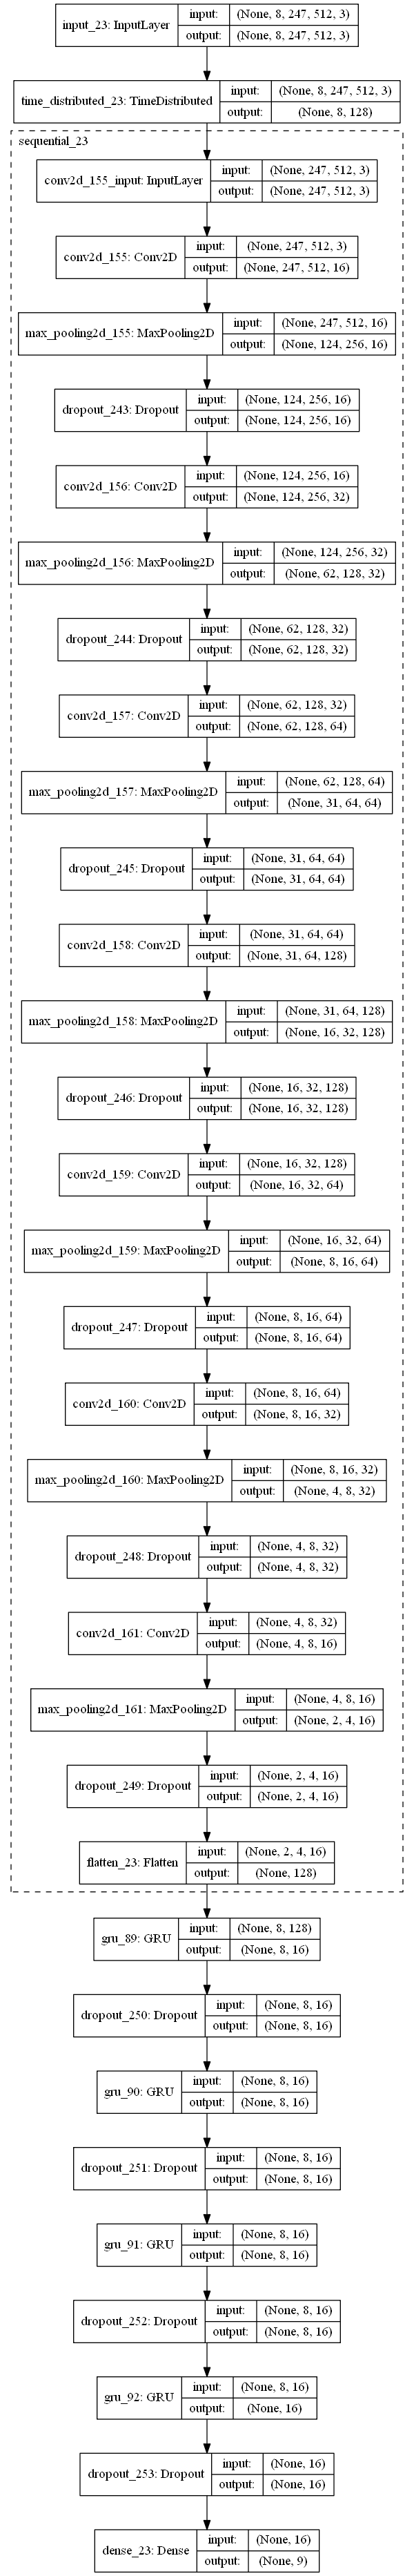 input_23: InputLayer
input: (None, 8, 247, 512, 3)
output: (None, 8, 247, 512, 3)
time_distributed_23: TimeDistributed
input: (None, 8, 247, 512, 3)
output: (None, 8, 128)
sequential_23
conv2d_155_input: InputLayer
input: (None, 247, 512, 3)
output: (None, 247, 512, 3)
conv2d_155: Conv2D
input: (None, 247, 512, 3)
output: (None, 247, 512, 16)
max_pooling2d_155: MaxPooling2D
input: (None, 247, 512, 16)
output: (None, 124, 256, 16)
dropout_243: Dropout
input: (None, 124, 256, 16)
output: (None, 124, 256, 16)
conv2d_156: Conv2D
input: (None, 124, 256, 16)
output: (None, 124, 256, 32)
max_pooling2d_156: MaxPooling2D
input: (None, 124, 256, 32)
output: (None, 62, 128, 32)
dropout_244: Dropout
input: (None, 62, 128, 32)
output: (None, 62, 128, 32)
conv2d_157: Conv2D
input: (None, 62, 128, 32)
output: (None, 62, 128, 64)
max_pooling2d_157: MaxPooling2D
input: (None, 62, 128, 64)
output: (None, 31, 64, 64)
dropout_245: Dropout
input: (None, 31, 64, 64)
output: (None, 31, 64, 64)
conv2d_158: Conv2D
input: (None, 31, 64, 64)
output: (None, 31, 64, 128)
max_pooling2d_158: MaxPooling2D
input: (None, 31, 64, 128)
output: (None, 16, 32, 128)
dropout_246: Dropout
input: (None, 16, 32, 128)
output: (None, 16, 32, 128)
conv2d_159: Conv2D
input: (None, 16, 32, 128)
output: (None, 16, 32, 64)
max_pooling2d_159: MaxPooling2D
input: (None, 16, 32, 64)
output: (None, 8, 16, 64)
dropout_247: Dropout
input: (None, 8, 16, 64)
output: (None, 8, 16, 64)
conv2d_160: Conv2D
input: (None, 8, 16, 64)
output: (None, 8, 16, 32)
max_pooling2d_160: MaxPooling2D
input: (None, 8, 16, 32)
output: (None, 4, 8, 32)
dropout_248: Dropout
input: (None, 4, 8, 32)
output: (None, 4, 8, 32)
conv2d_161: Conv2D
input: (None, 4, 8, 32)
output: (None, 4, 8, 16)
max_pooling2d_161: MaxPooling2D
input: (None, 4, 8, 16)
output: (None, 2, 4, 16)
dropout_249: Dropout
input: (None, 2, 4, 16)
output: (None, 2, 4, 16)
flatten_23: Flatten
input: (None, 2, 4, 16)
output: (None, 128)
gru_89: GRU
input: (None, 8, 128)
output: (None, 8, 16)
dropout_250: Dropout
input: (None, 8, 16)
output: (None, 8, 16)
gru_90: GRU
input: (None, 8, 16)
output: (None, 8, 16)
dropout_251: Dropout
input: (None, 8, 16)
output: (None, 8, 16)
gru_91: GRU
input: (None, 8, 16)
output: (None, 8, 16)
dropout_252: Dropout
input: (None, 8, 16)
output: (None, 8, 16)
gru_92: GRU
input: (None, 8, 16)
output: (None, 16)
dropout_253: Dropout
input: (None, 16)
output: (None, 16)
dense_23: Dense
input: (None, 16)
output: (None, 9)